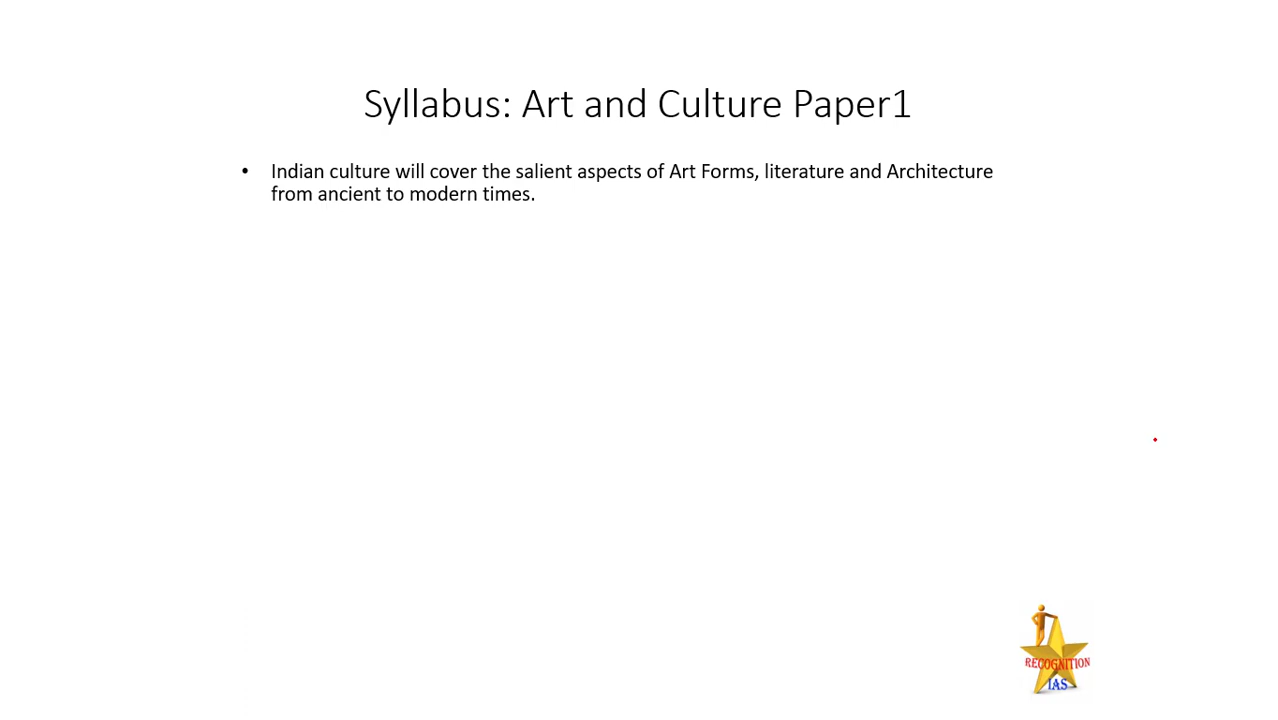 Syllabus: Art and Culture Paper1
• Indian culture will cover the salient aspects of Art Forms, literature and Architecture
from ancient to modern times.
RECOGNITION
IAS